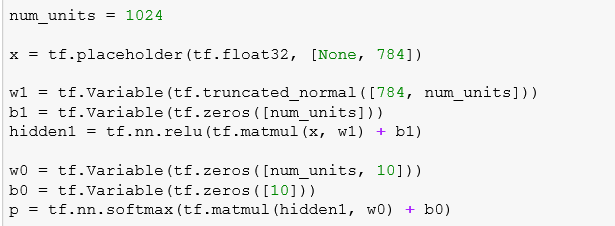 num_units = 1024
x = tf.placeholder(tf.float32, [None, 784])
w1 = tf.Variable(tf.truncated_normal([784, num_units]))
b1 = tf.Variable(tf.zeros([num_units]))
hidden1 = tf.nn.relu(tf.matmul(x, w1) + b1)
w0 = tf.Variable(tf.zeros([num_units, 10]))
b0 = tf.Variable(tf.zeros([10]))
p = tf.nn.softmax(tf.matmul(hidden1, w0) + b0)